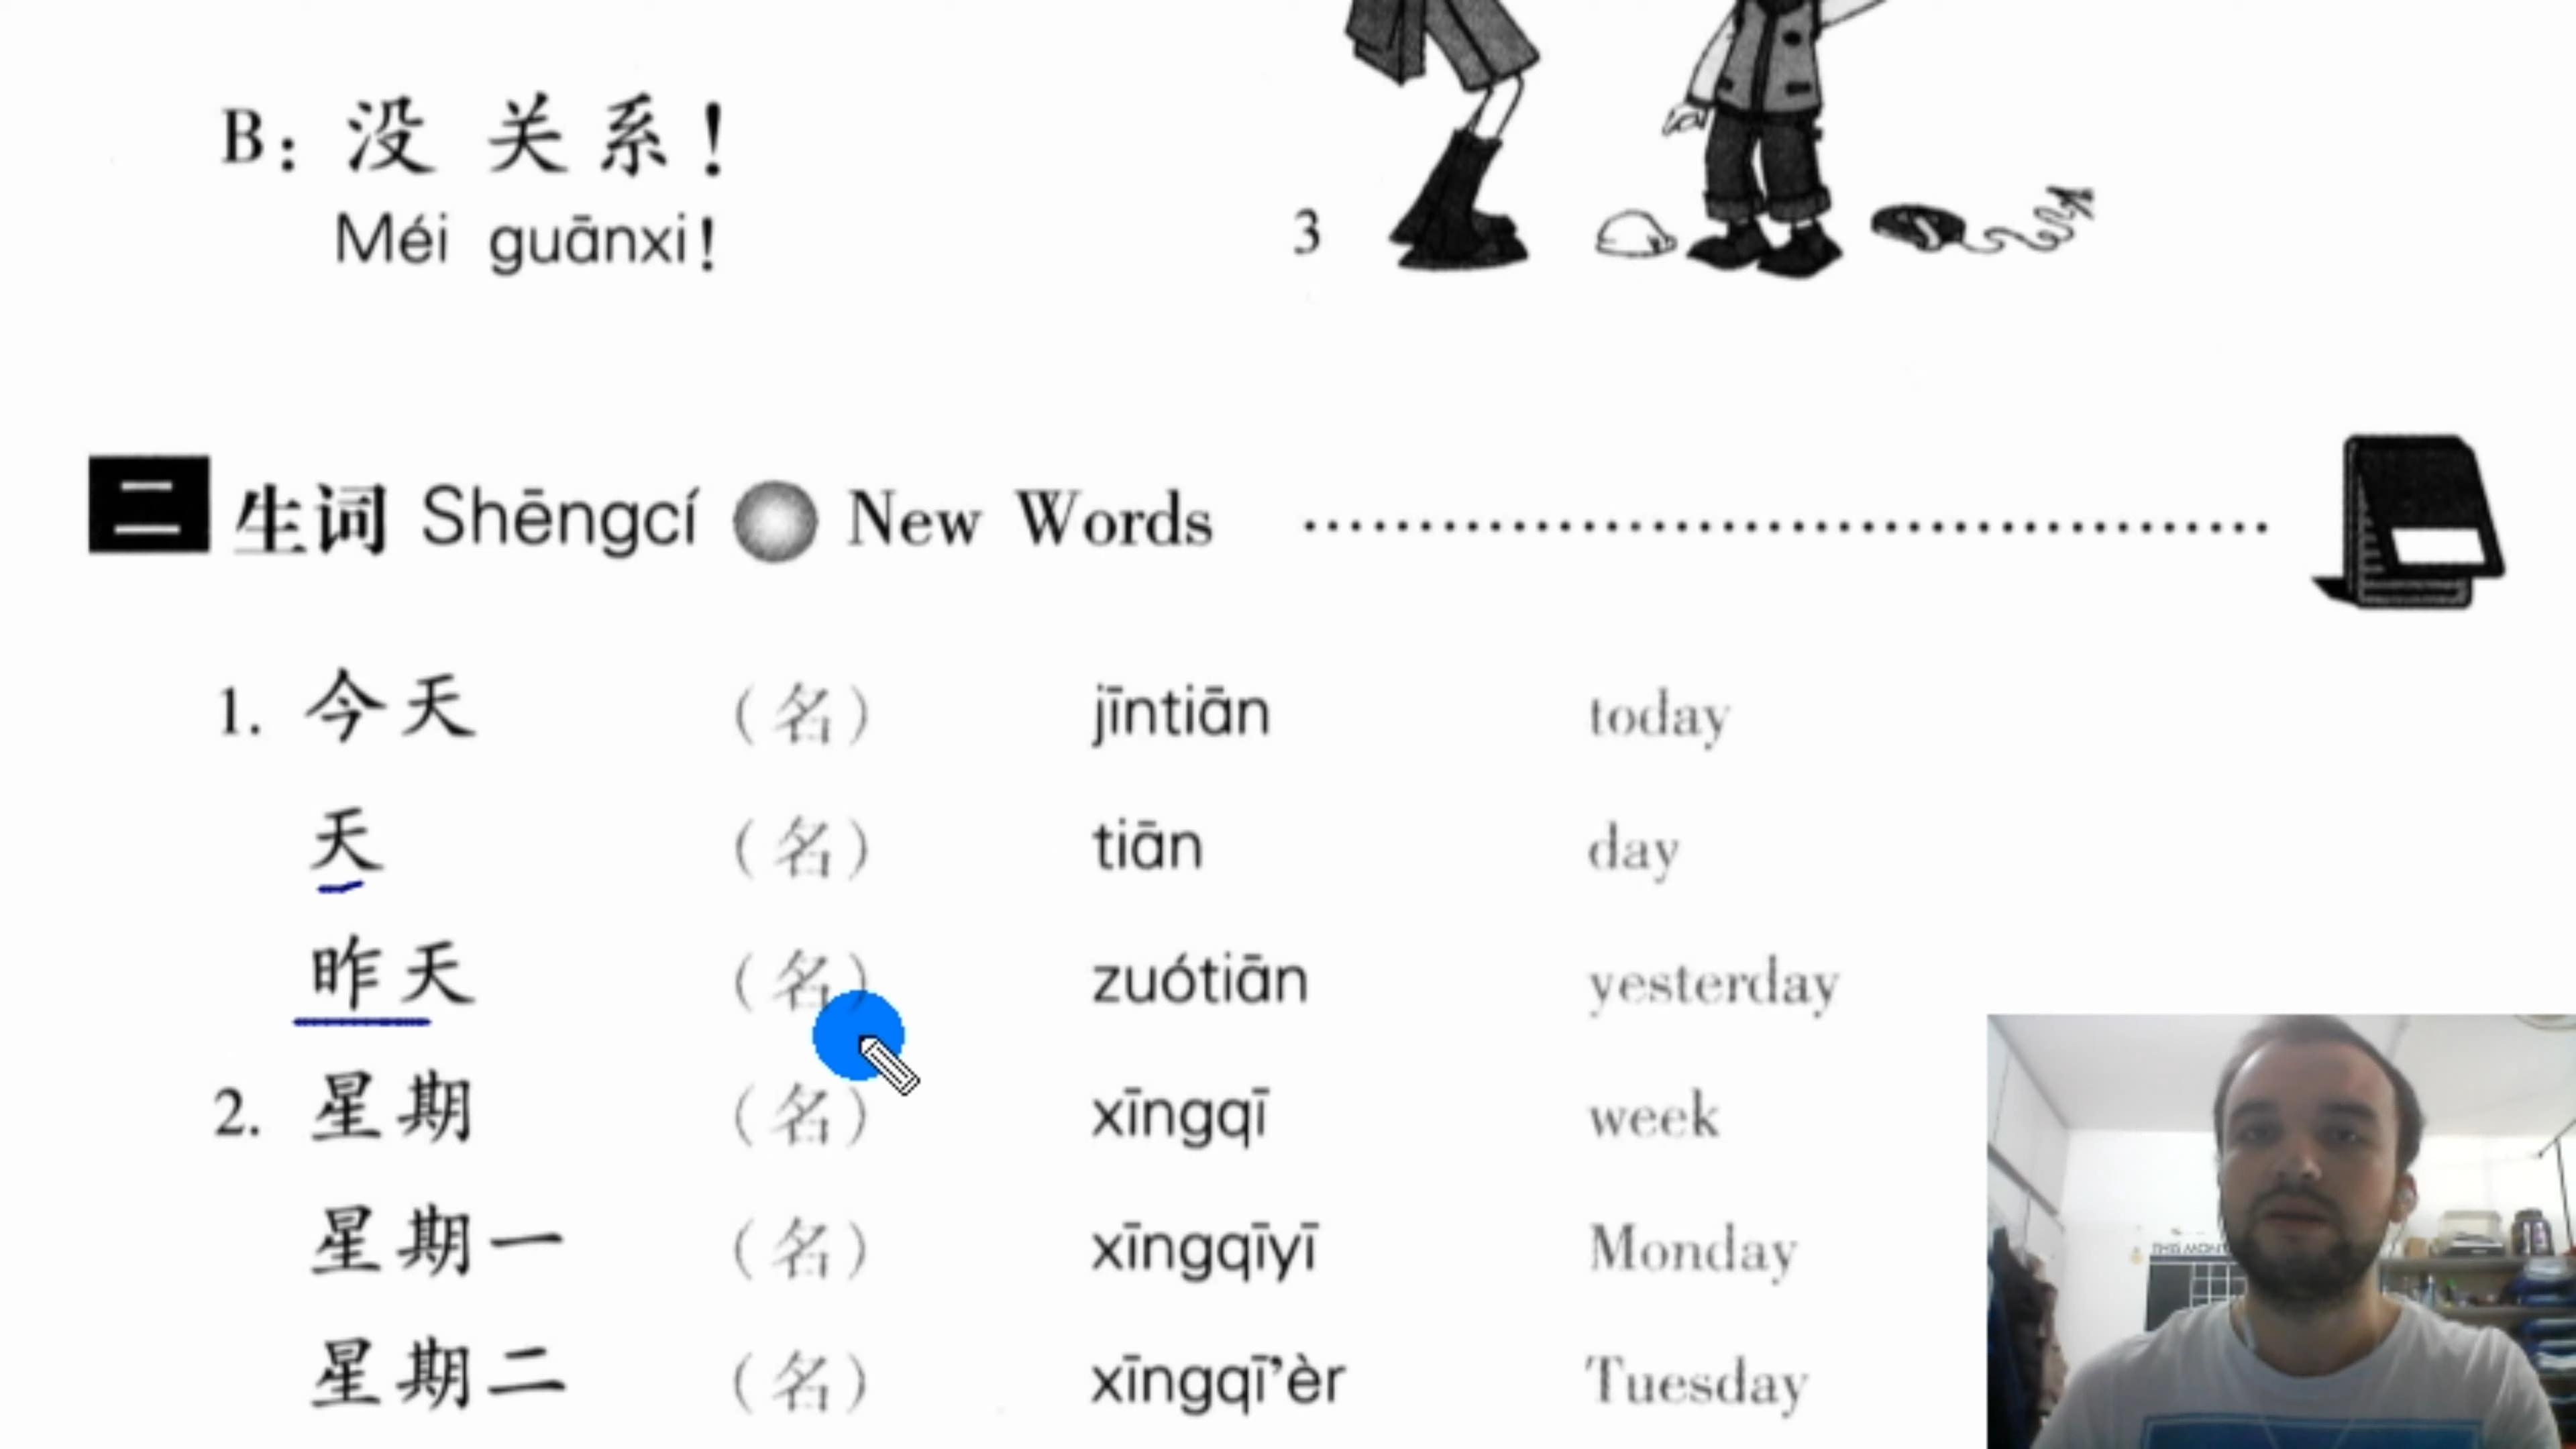 B: 没 关系!
Méi guānxi!
3
二 生词 Shēngcí New Words
1. 今天 (名) jīntiān today
天 (名) tiān day
昨天 (名) zuótiān yesterday
2. 星期 (名) xīngqī week
星期一 (名) xīngqīyī Monday
星期二 (名) xīngqī'èr Tuesday
THIS MONT